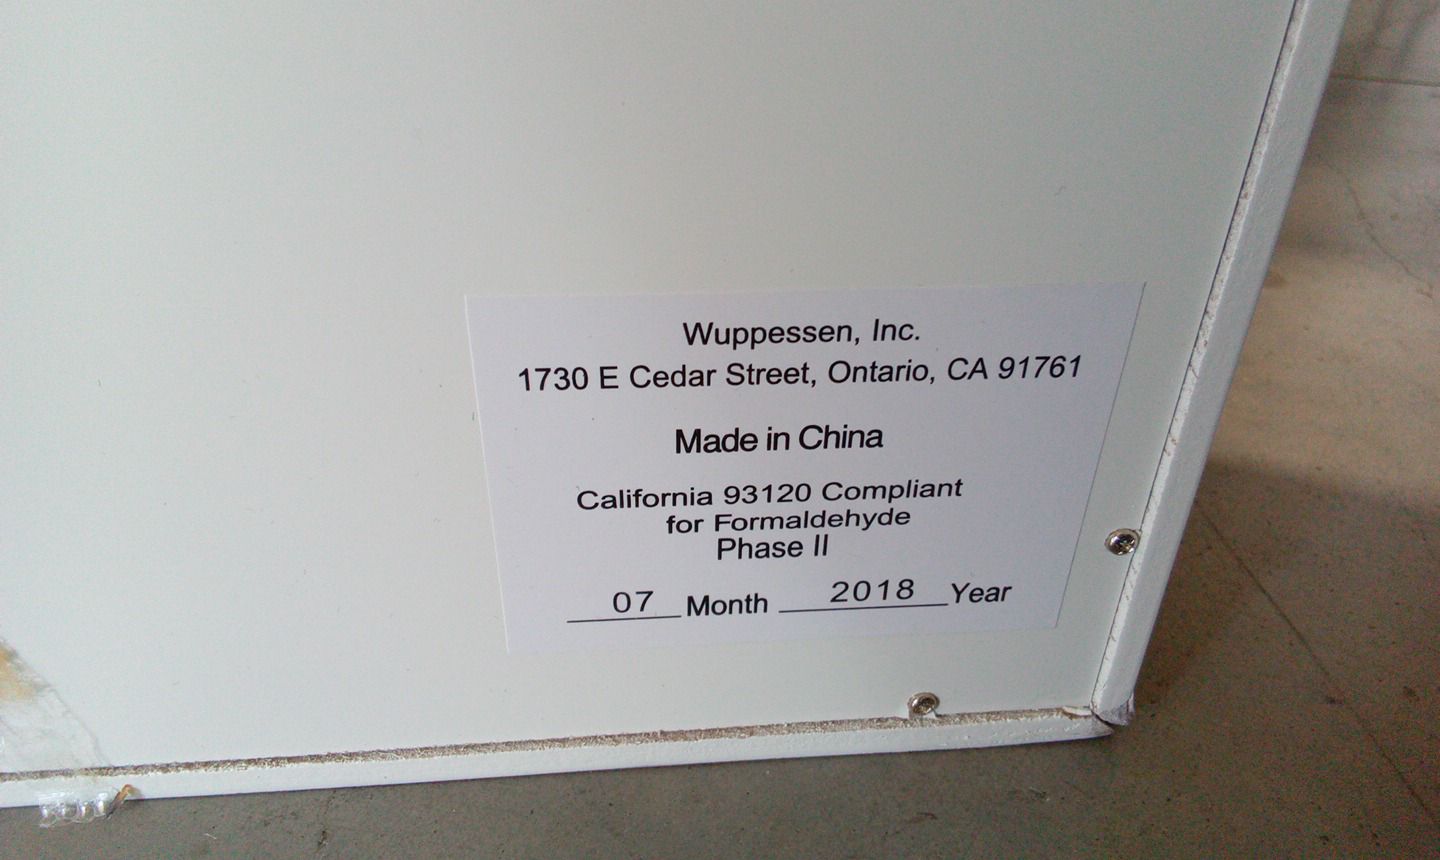 Wuppessen, Inc.
1730 E Cedar Street, Ontario, CA 91761
Made in China
California 93120 Compliant
for Formaldehyde
Phase II
07 Month 2018 Year